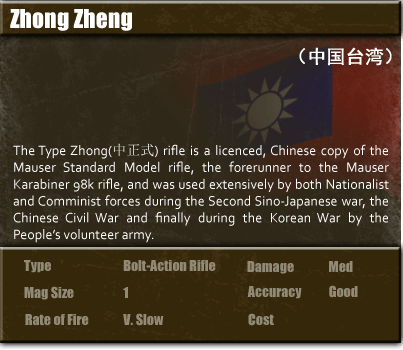 Zhong Zheng
（中国台湾）
The Type Zhong(中正式) rifle is a licenced, Chinese copy of the
Mauser Standard Model rifle, the forerunner to the Mauser
Karabiner 98k rifle, and was used extensively by both Nationalist
and Comminist forces during the Second Sino-Japanese war, the
Chinese Civil War and finally during the Korean War by the
People's volunteer army.
Type Bolt-Action Rifle Damage Med
Mag Size 1 Accuracy Good
Rate of Fire V. Slow Cost